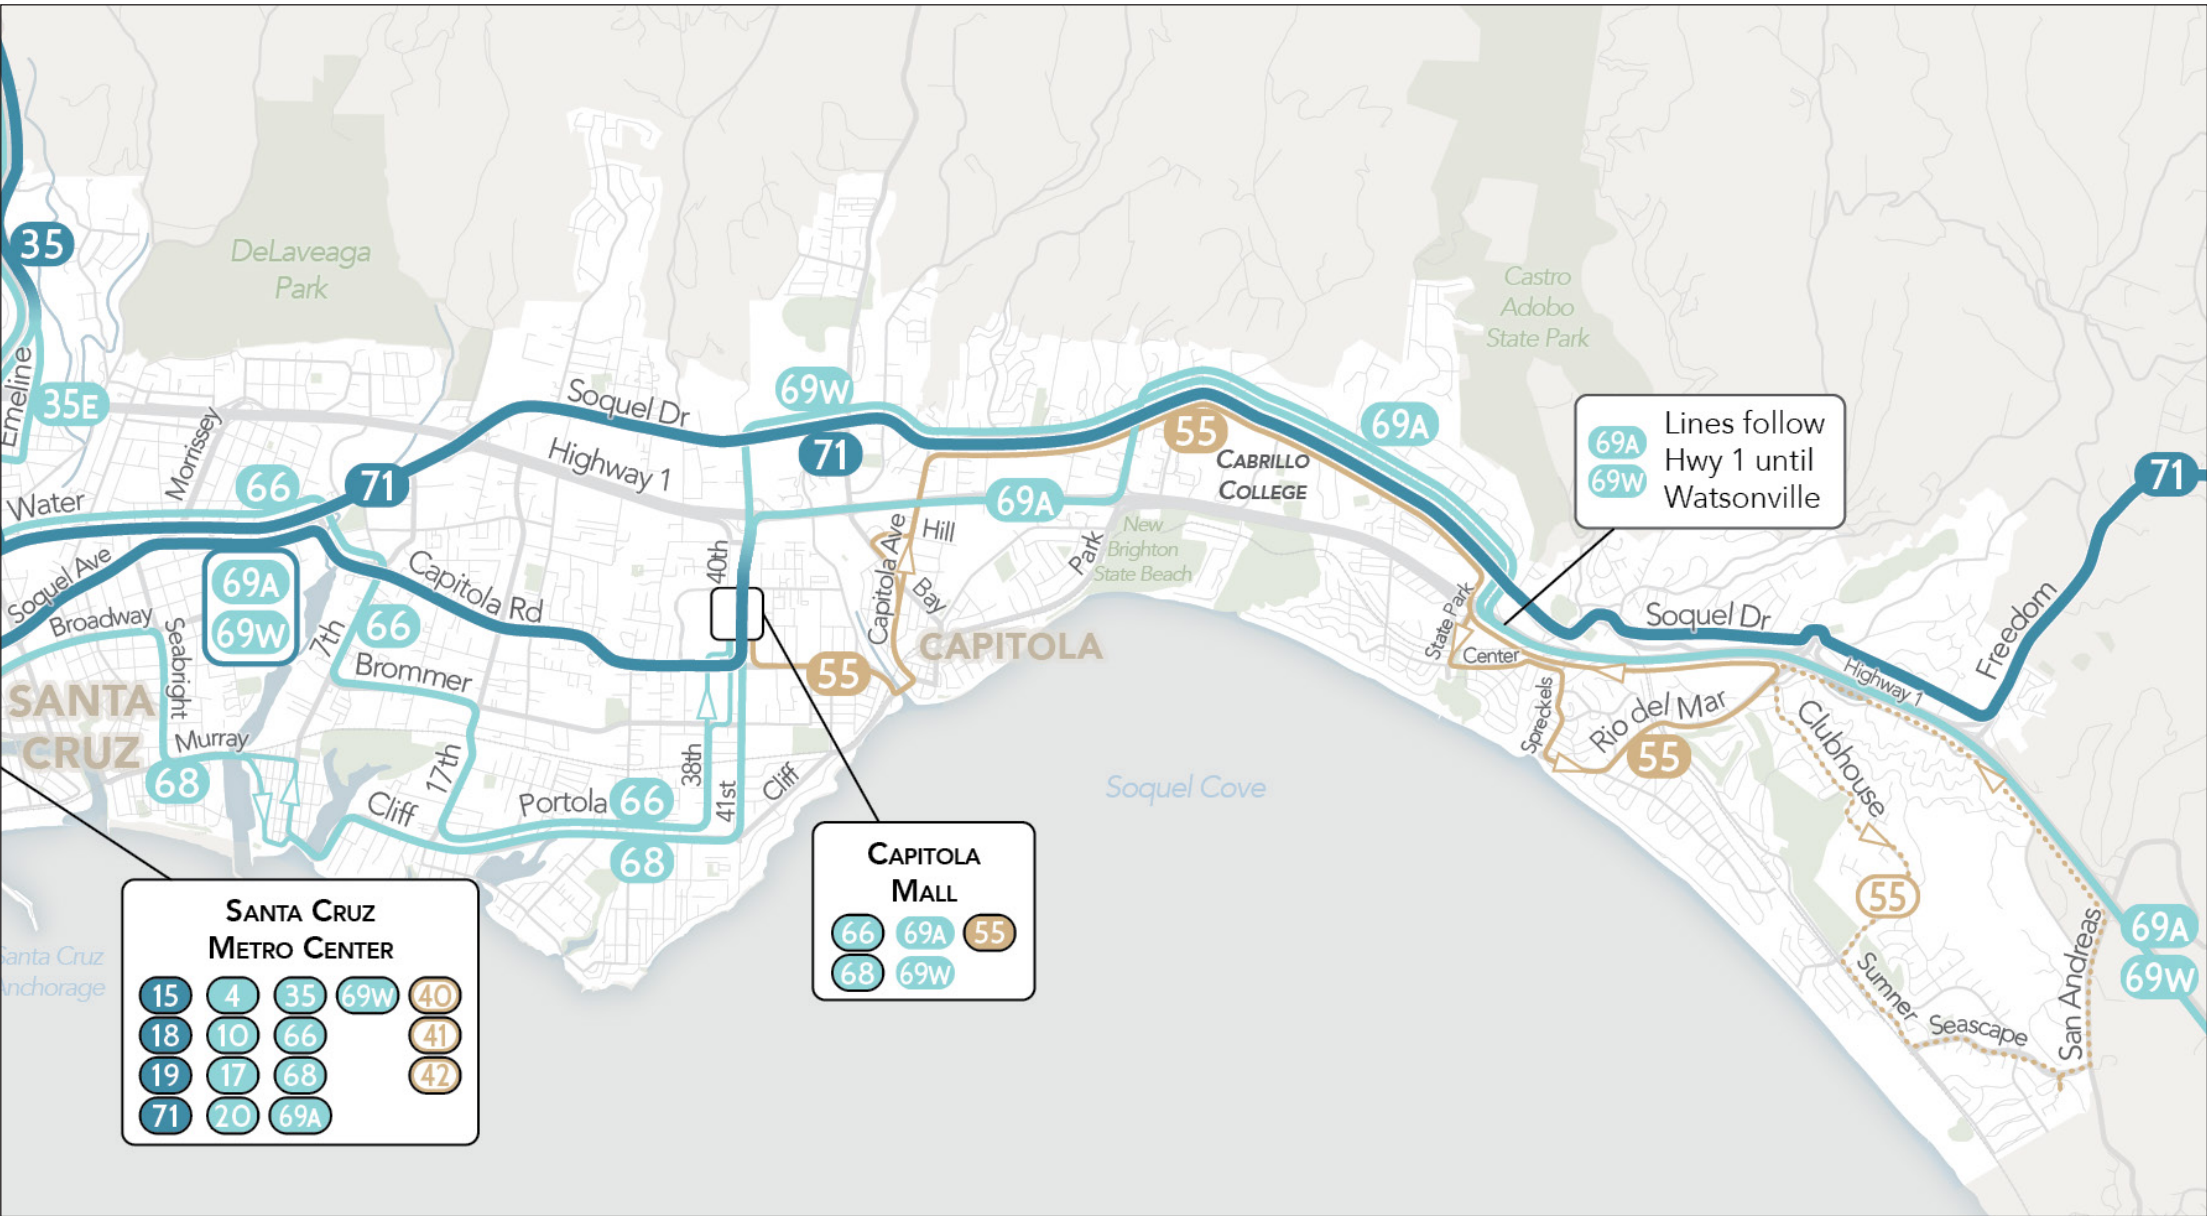 35
DeLaveaga
Park
Castro
Adobo
State Park
Emeline
35E
Morrissey
Soquel Dr
69W
71
Highway 1
55
69A
Cabrillo
College
69A
69W
Lines follow
Hwy 1 until
Watsonville
71
Water
66
71
69A
Capitola Ave
Hill
Park
New
Brighton
State Beach
40th
Soquel Ave
69A
69W
Capitola Rd
Bay
Broadway
Seabright
7th
66
Brommer
CAPITOLA
State Park
Center
Soquel Dr
Highway 1
Freedom
55
SANTA
CRUZ
Murray
68
17th
Cliff
Portola
66
38th
41st
Cliff
68
Soquel Cove
Spreckels
Rio del Mar
55
Clubhouse
55
Sumner
Seascape
San Andreas
69A
69W
Capitola
Mall
66 69A 55
68 69W
Santa Cruz
Metro Center
15 4 35 69W 40
18 10 66 41
19 17 68 42
71 20 69A
Santa Cruz
Anchorage